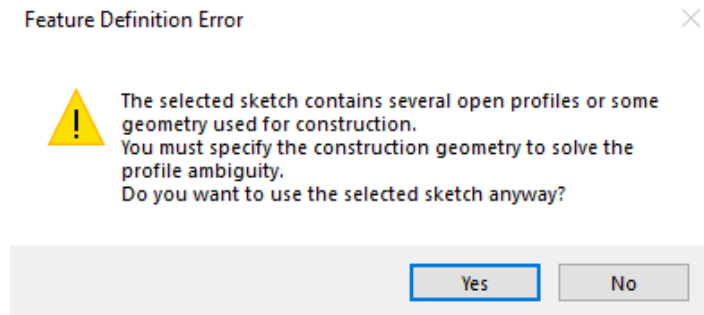 Feature Definition Error
The selected sketch contains several open profiles or some
geometry used for construction.
You must specify the construction geometry to solve the
profile ambiguity.
Do you want to use the selected sketch anyway?
Yes
No